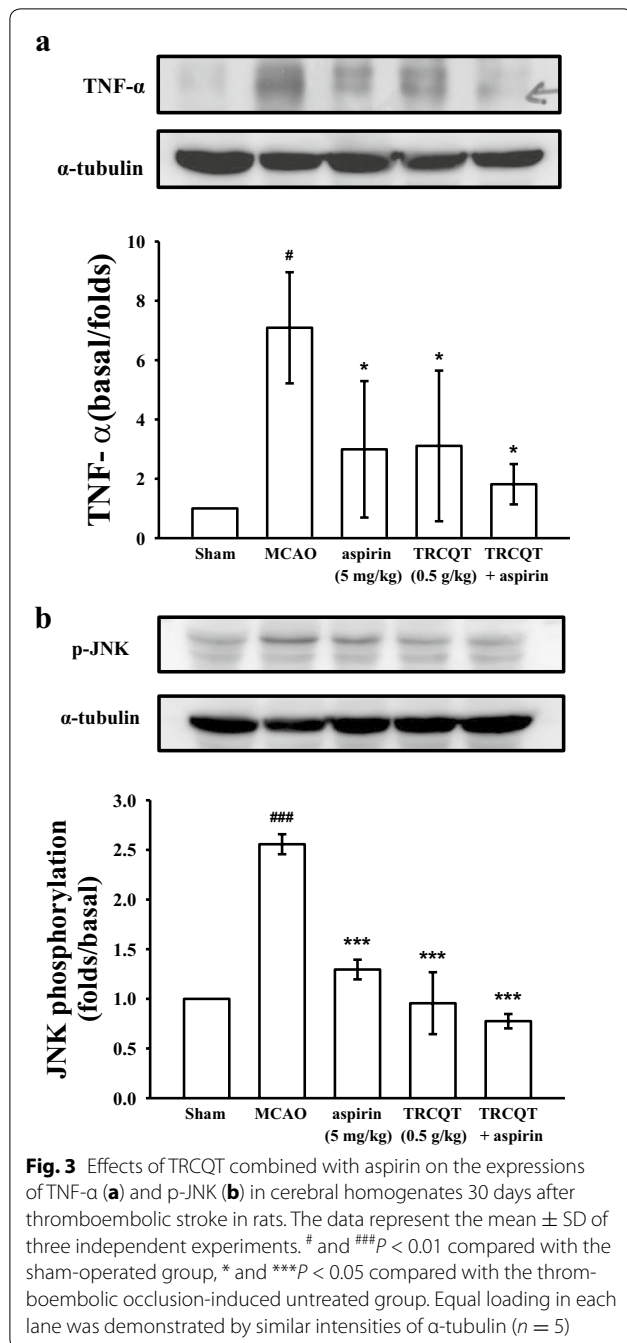 a
TNF-α
α-tubulin
TNF- α(basal/folds)
10
8
6
4
2
0
#
*
*
*
Sham MCAO aspirin TRCQT TRCQT
(5 mg/kg) (0.5 g/kg) + aspirin
b
p-JNK
α-tubulin
JNK phosphorylation
(folds/basal)
3.0
2.5
2.0
1.5
1.0
0.5
0.0
###
***
***
***
Sham MCAO aspirin TRCQT TRCQT
(5 mg/kg) (0.5 g/kg) + aspirin
Fig. 3 Effects of TRCQT combined with aspirin on the expressions
of TNF-α (a) and p-JNK (b) in cerebral homogenates 30 days after
thromboembolic stroke in rats. The data represent the mean ± SD of
three independent experiments. # and ###P < 0.01 compared with the
sham-operated group, * and ***P < 0.05 compared with the throm-
boembolic occlusion-induced untreated group. Equal loading in each
lane was demonstrated by similar intensities of α-tubulin (n = 5)